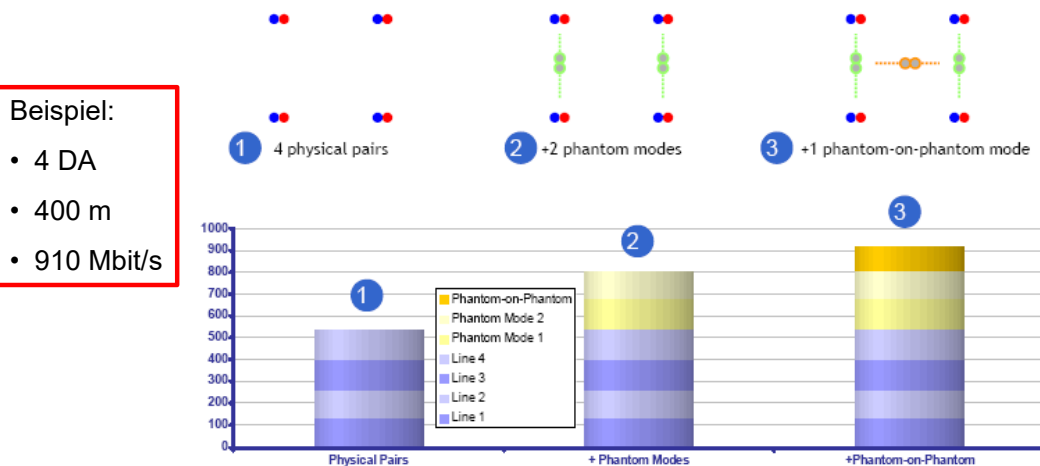 Beispiel:
• 4 DA
• 400 m
• 910 Mbit/s
1 4 physical pairs
2 +2 phantom modes
3 +1 phantom-on-phantom mode
1000
900
800
700
600
500
400
300
200
100
0
1
2
3
Phantom-on-Phantom
Phantom Mode 2
Phantom Mode 1
Line 4
Line 3
Line 2
Line 1
Physical Pairs
+ Phantom Modes
+Phantom-on-Phantom